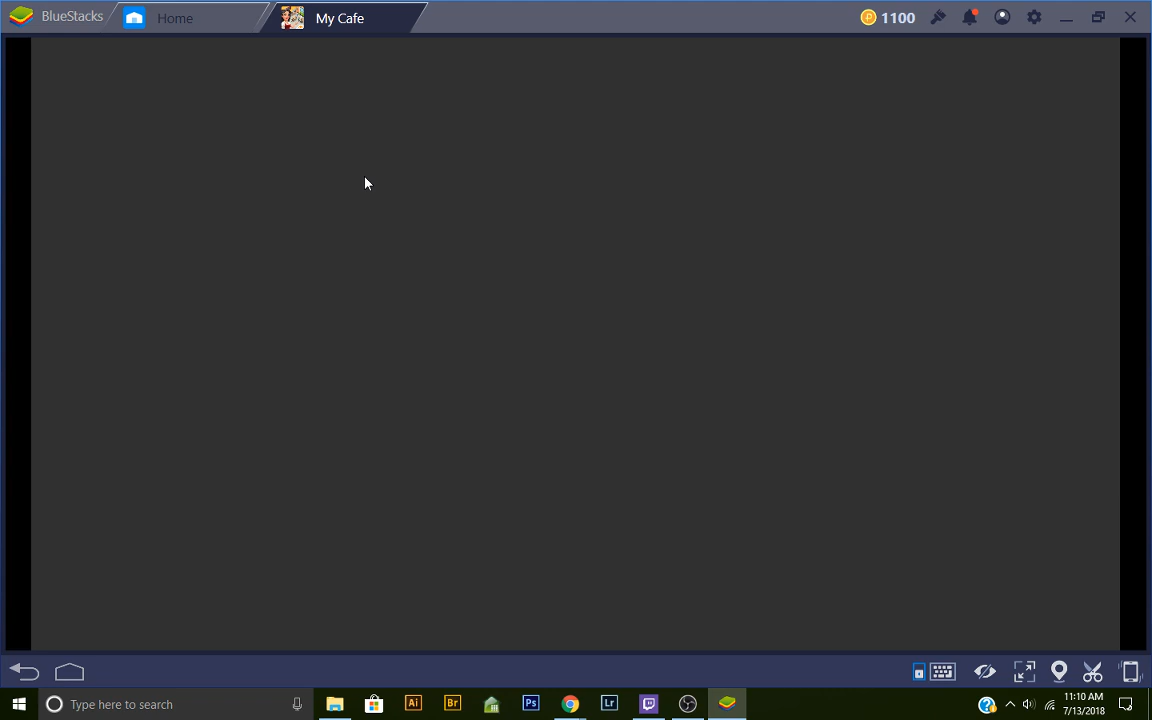 BlueStacks
Home
My Cafe
P 1100
Type here to search
Ai
Br
Ps
Lr
?
11:10 AM
7/13/2018